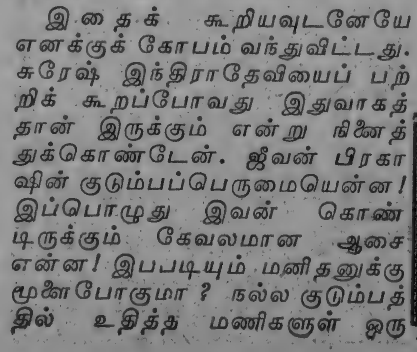 இதைக் கூறியவுடனேயே
எனக்குக் கோபம் வந்துவிட்டது.
சுரேஷ் இந்திராதேவியைப் பற்
றிக் கூறப்போவது இதுவாகத்
தான் இருக்கும் என்று நினைத்
துக்கொண்டேன். ஜீவன் பிரகா
ஷின் குடும்பப்பெருமையென்ன!
இப்பொழுது இவன் கொண்
டிருக்கும் கேவலமான ஆசை
என்ன! இபபடியும் மனிதனுக்கு
மூளைபோகுமா? நல்ல குடும்பத்
தில் உதித்த மணிகளுள் ஒரு